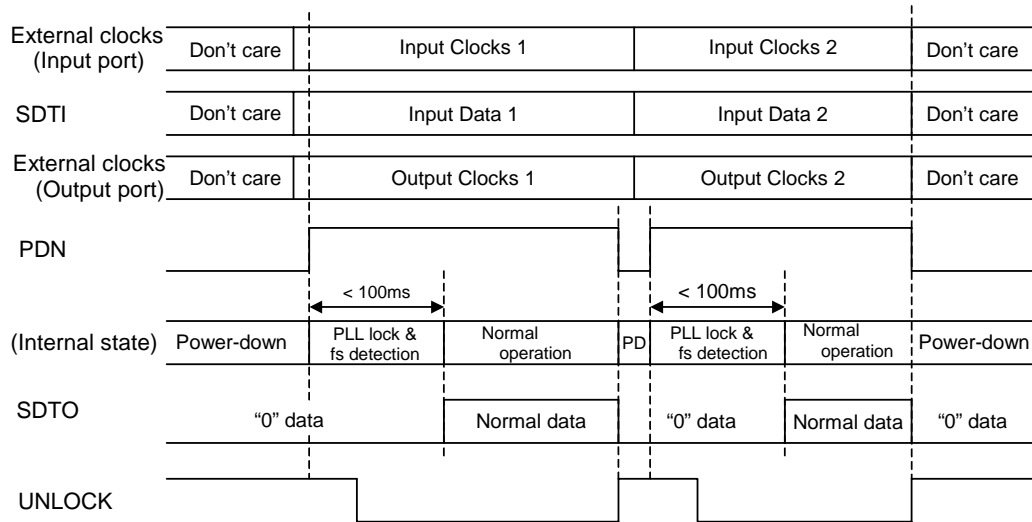 External clocks
(Input port)
Don’t care
Input Clocks 1
Input Clocks 2
Don’t care
SDTI
Don’t care
Input Data 1
Input Data 2
Don’t care
External clocks
(Output port)
Don’t care
Output Clocks 1
Output Clocks 2
Don’t care
PDN
< 100ms
< 100ms
(Internal state)
Power-down
PLL lock &
fs detection
Normal
operation
PD
PLL lock &
fs detection
Normal
operation
Power-down
SDTO
“0” data
Normal data
“0” data
Normal data
“0” data
UNLOCK